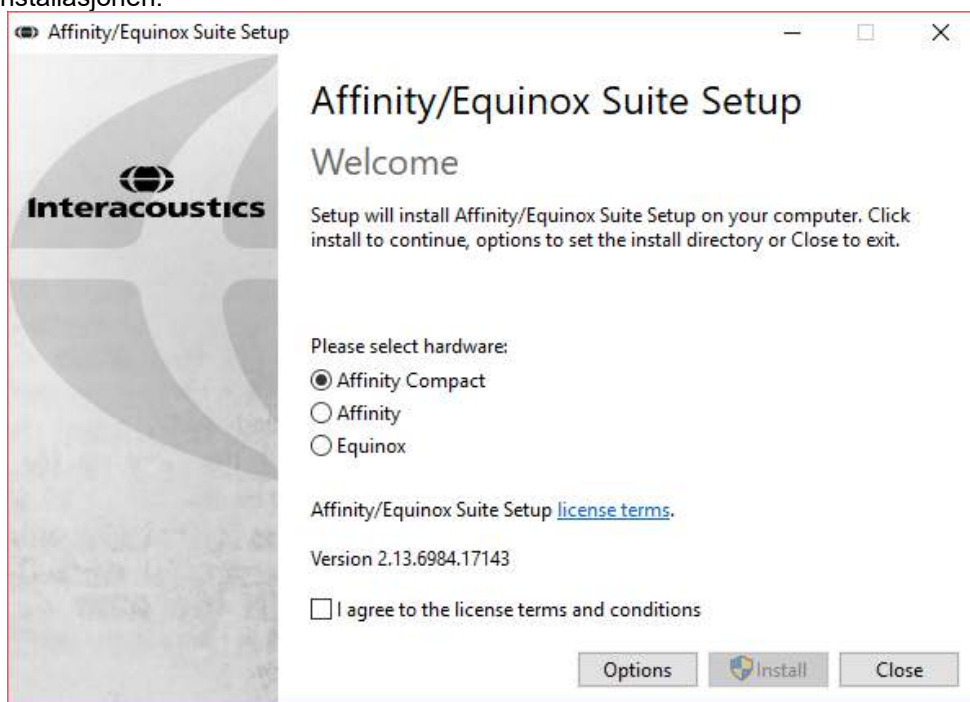 nstallasjonen.
Affinity/Equinox Suite Setup
Affinity/Equinox Suite Setup
Welcome
Interacoustics
Setup will install Affinity/Equinox Suite Setup on your computer. Click
install to continue, options to set the install directory or Close to exit.
Please select hardware:
Affinity Compact
Affinity
Equinox
Affinity/Equinox Suite Setup license terms.
Version 2.13.6984.17143
I agree to the license terms and conditions
Options Install Close